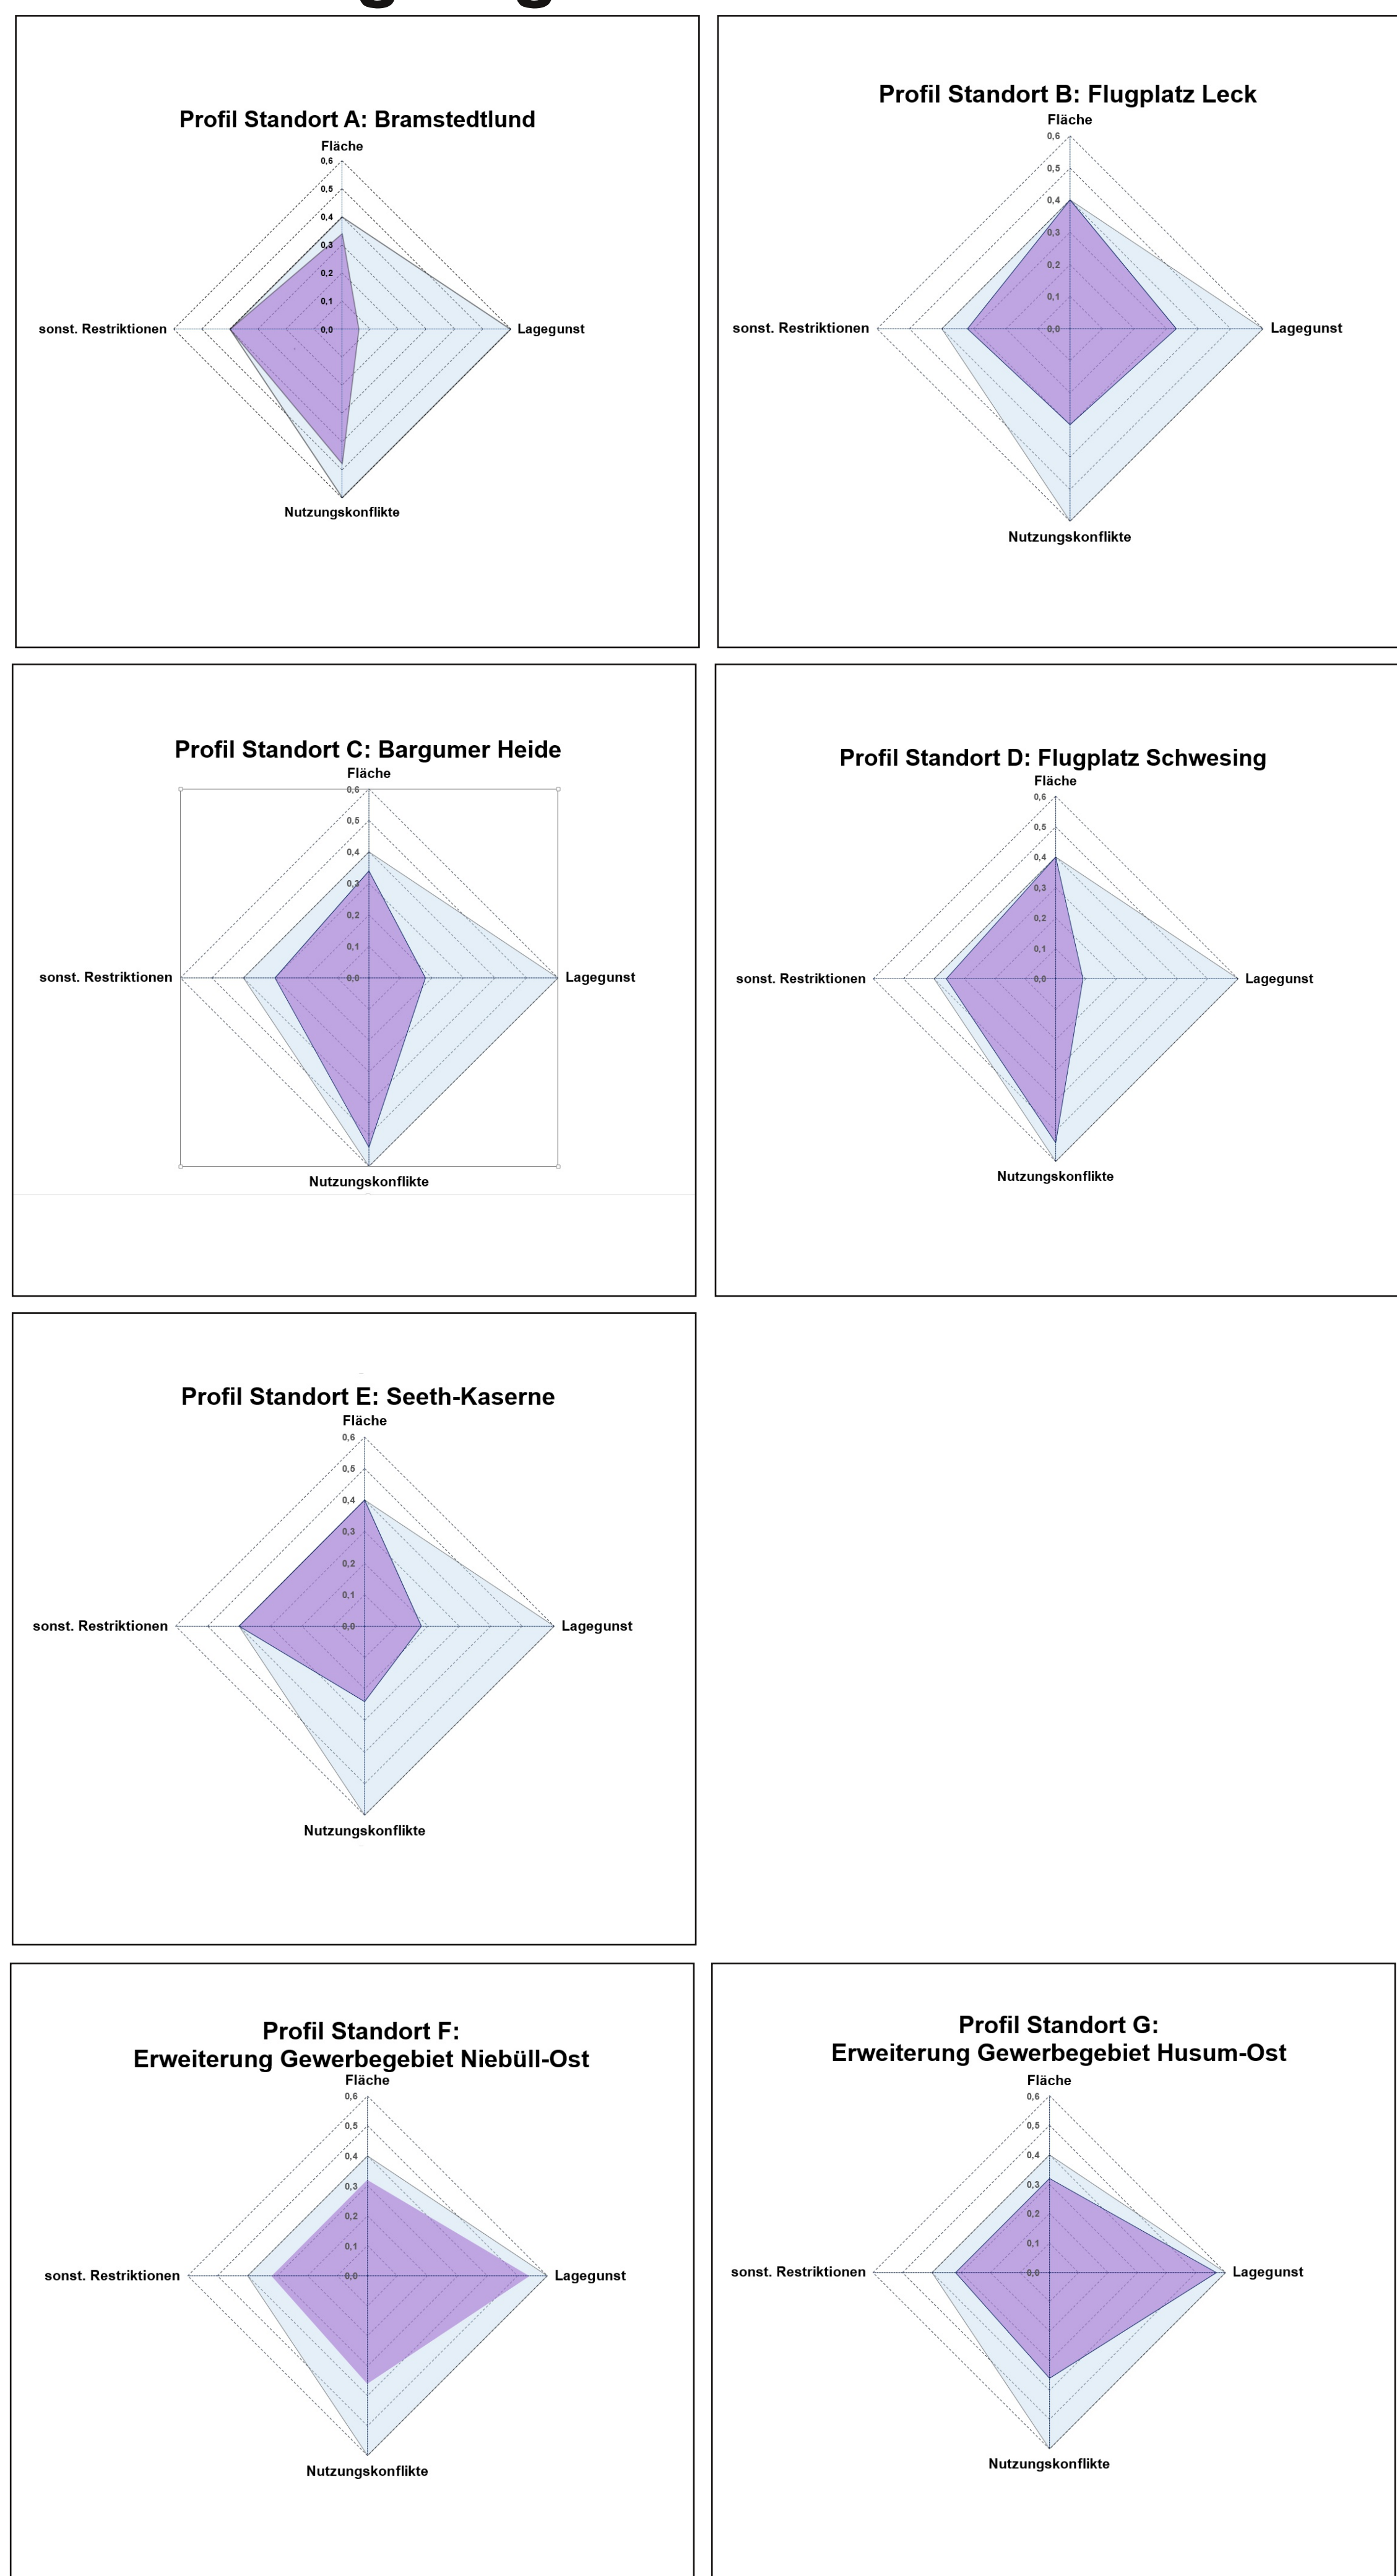 Profil Standort A: Bramstedtlund
Fläche
0,6
0,5
0,4
0,3
0,2
0,1
0,0
sonst. Restriktionen
Lagegunst
Nutzungskonflikte
Profil Standort B: Flugplatz Leck
Fläche
0,6
0,5
0,4
0,3
0,2
0,1
0,0
sonst. Restriktionen
Lagegunst
Nutzungskonflikte
Profil Standort C: Bargumer Heide
Fläche
0,6
0,5
0,4
0,3
0,2
0,1
0,0
sonst. Restriktionen
Lagegunst
Nutzungskonflikte
Profil Standort D: Flugplatz Schwesing
Fläche
0,6
0,5
0,4
0,3
0,2
0,1
0,0
sonst. Restriktionen
Lagegunst
Nutzungskonflikte
Profil Standort E: Seeth-Kaserne
Fläche
0,6
0,5
0,4
0,3
0,2
0,1
0,0
sonst. Restriktionen
Lagegunst
Nutzungskonflikte
Profil Standort F:
Erweiterung Gewerbegebiet Niebüll-Ost
Fläche
0,6
0,5
0,4
0,3
0,2
0,1
0,0
sonst. Restriktionen
Lagegunst
Nutzungskonflikte
Profil Standort G:
Erweiterung Gewerbegebiet Husum-Ost
Fläche
0,6
0,5
0,4
0,3
0,2
0,1
0,0
sonst. Restriktionen
Lagegunst
Nutzungskonflikte